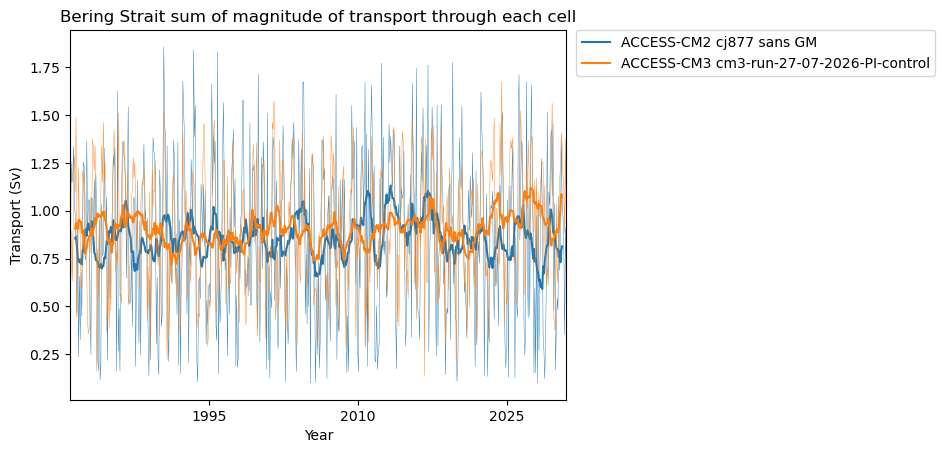 Bering Strait sum of magnitude of transport through each cell
ACCESS-CM2 cj877 sans GM
ACCESS-CM3 cm3-run-27-07-2026-PI-control
Transport (Sv)
1.75
1.50
1.25
1.00
0.75
0.50
0.25
1995
2010
2025
Year